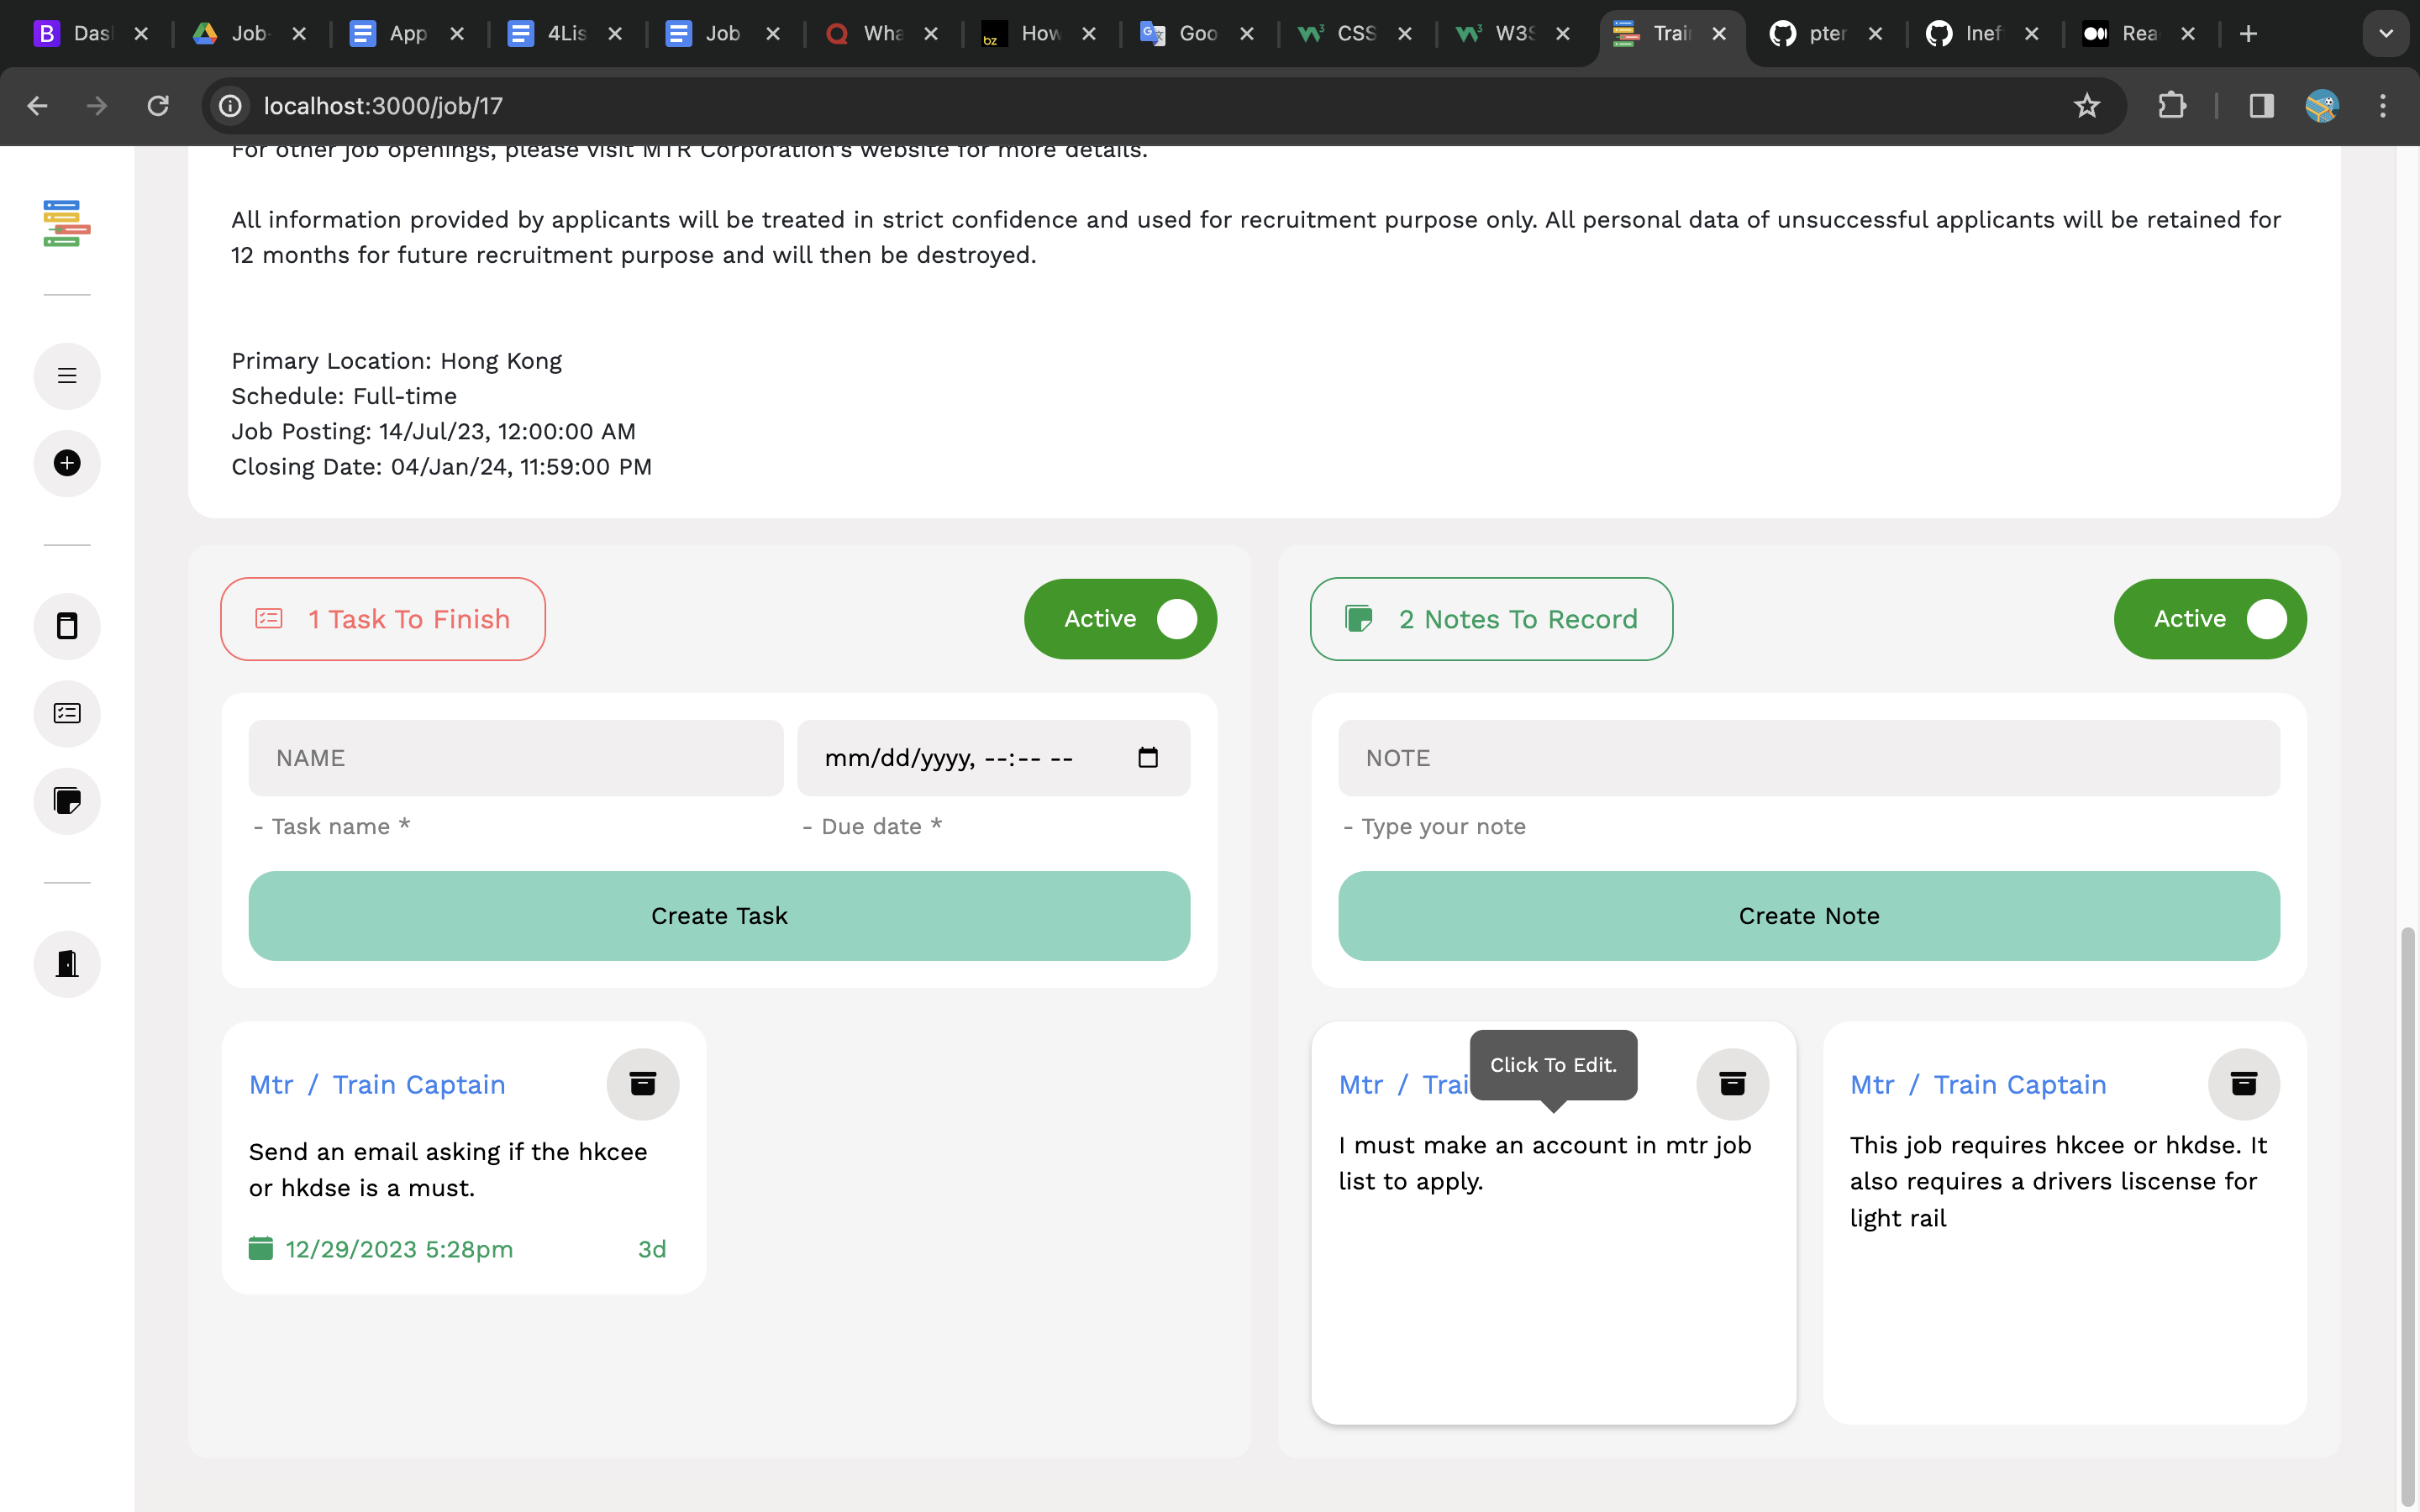 B Das
Job-
App
4Lis
Job
Wha
bz How
Goo
CSS
W3S
Trai
pter
Inef
Rea
localhost:3000/job/17
For other job openings, please visit MTR Corporation's website for more details.
All information provided by applicants will be treated in strict confidence and used for recruitment purpose only. All personal data of unsuccessful applicants will be retained for
12 months for future recruitment purpose and will then be destroyed.
Primary Location: Hong Kong
Schedule: Full-time
Job Posting: 14/Jul/23, 12:00:00 AM
Closing Date: 04/Jan/24, 11:59:00 PM
1 Task To Finish
Active
NAME
mm/dd/yyyy, --:-- --
- Task name *
- Due date *
Create Task
Mtr / Train Captain
Send an email asking if the hkcee
or hkdse is a must.
12/29/2023 5:28pm
3d
2 Notes To Record
Active
NOTE
- Type your note
Create Note
Mtr / Trai
Click To Edit.
I must make an account in mtr job
list to apply.
Mtr / Train Captain
This job requires hkcee or hkdse. It
also requires a drivers liscense for
light rail